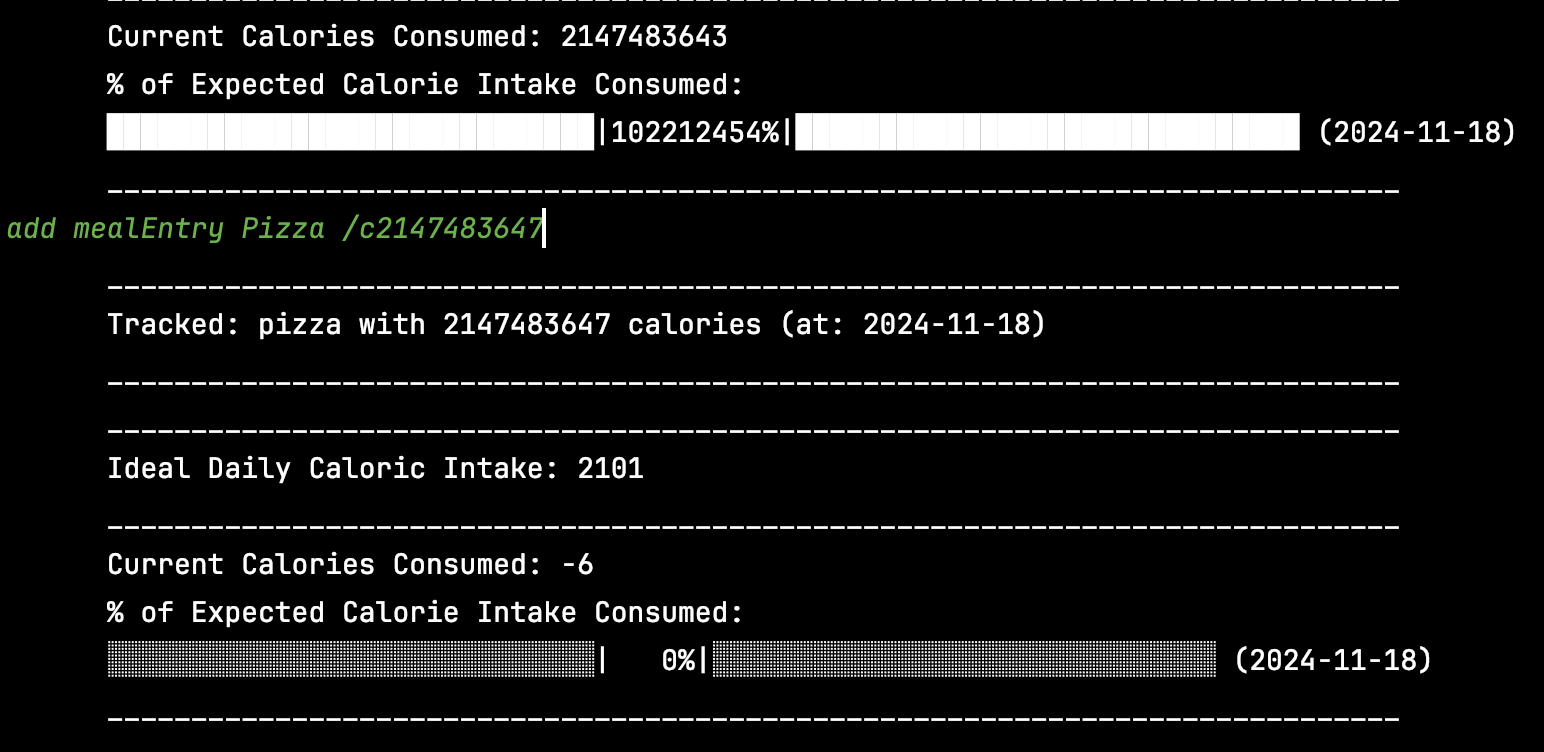 Current Calories Consumed: 2147483643
% of Expected Calorie Intake Consumed:
|102212454%| (2024-11-18)
add mealEntry Pizza /c2147483647
Tracked: pizza with 2147483647 calories (at: 2024-11-18)
Ideal Daily Caloric Intake: 2101
Current Calories Consumed: -6
% of Expected Calorie Intake Consumed:
| 0%| (2024-11-18)